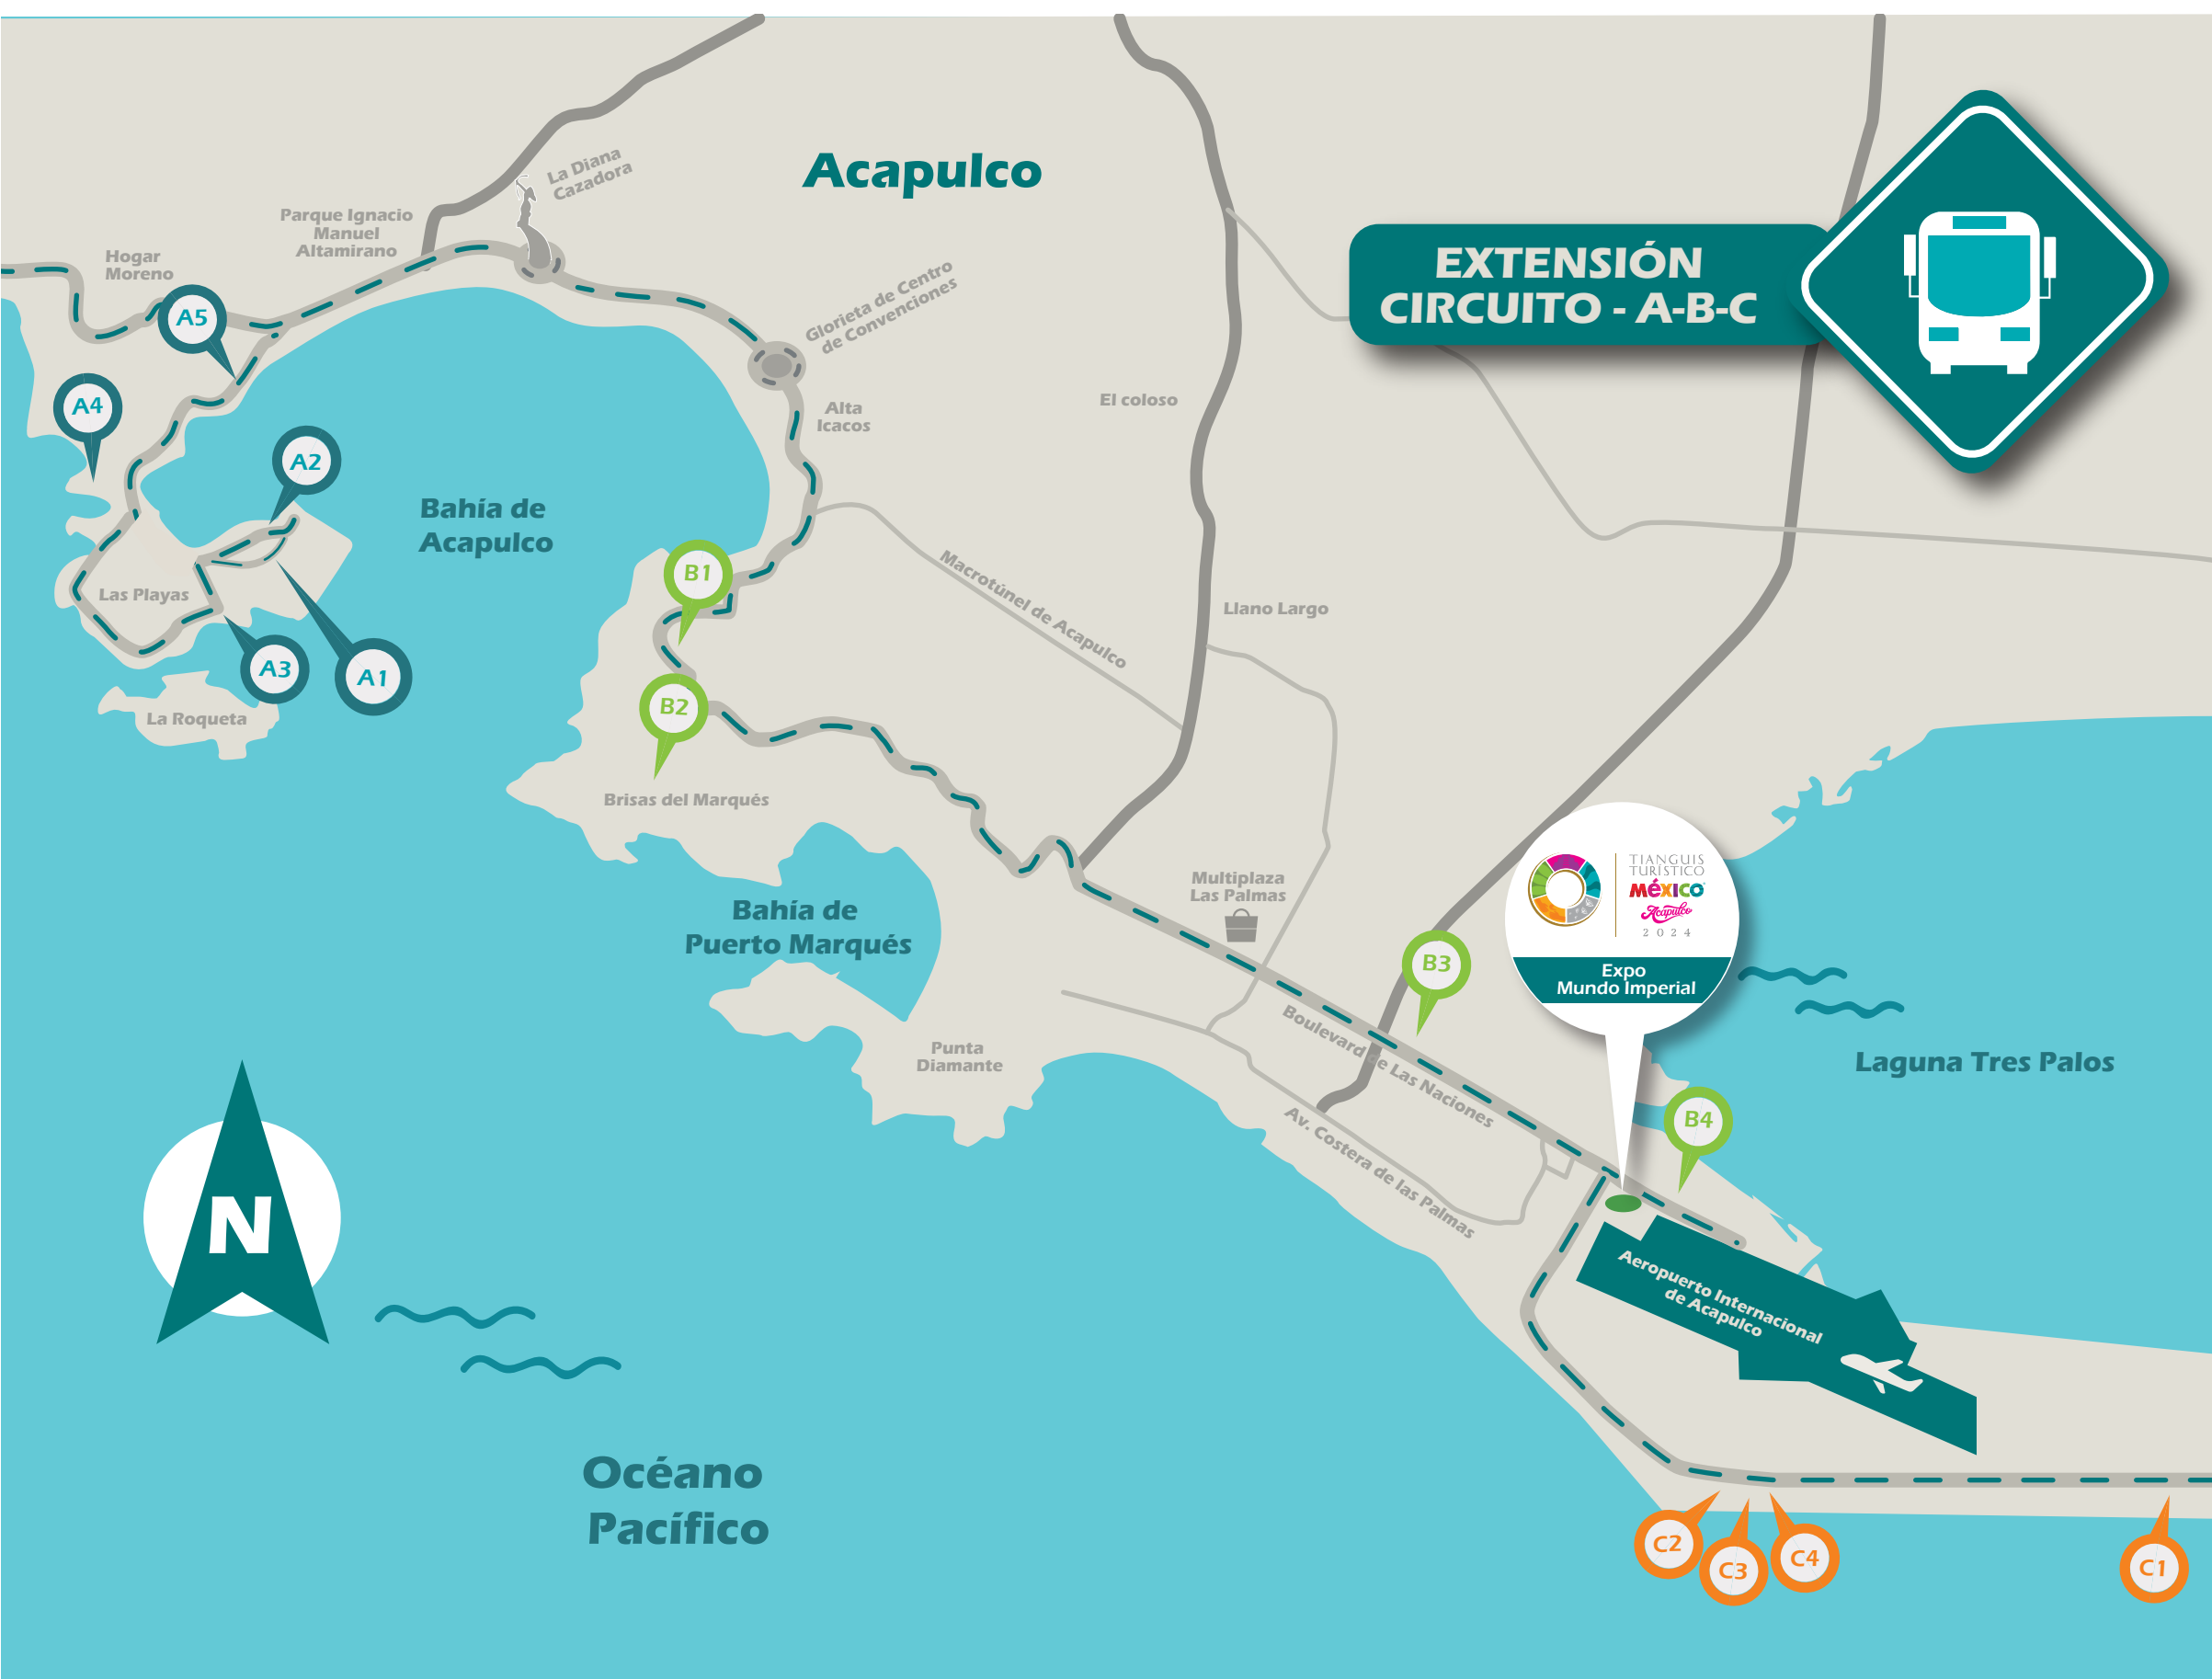 Acapulco
EXTENSIÓN
CIRCUITO - A-B-C
La Diana
Cazadora
Parque Ignacio
Manuel
Altamirano
Hogar
Moreno
Glorieta de Centro
de Convenciones
A5
A4
A2
Alta
Icacos
El coloso
Bahía de
Acapulco
Macrotúnel de Acapulco
B1
Las Playas
Llano Largo
A3
A1
La Roqueta
B2
Brisas del Marqués
TIANGUIS
TURÍSTICO
MÉXICO
Acapulco
2024
Expo
Mundo Imperial
Multiplaza
Las Palmas
Bahía de
Puerto Marqués
B3
Punta
Diamante
Boulevard de Las Naciones
Laguna Tres Palos
B4
Av. Costera de las Palmas
N
Aeropuerto Internacional
de Acapulco
Océano
Pacífico
C2
C3
C4
C1